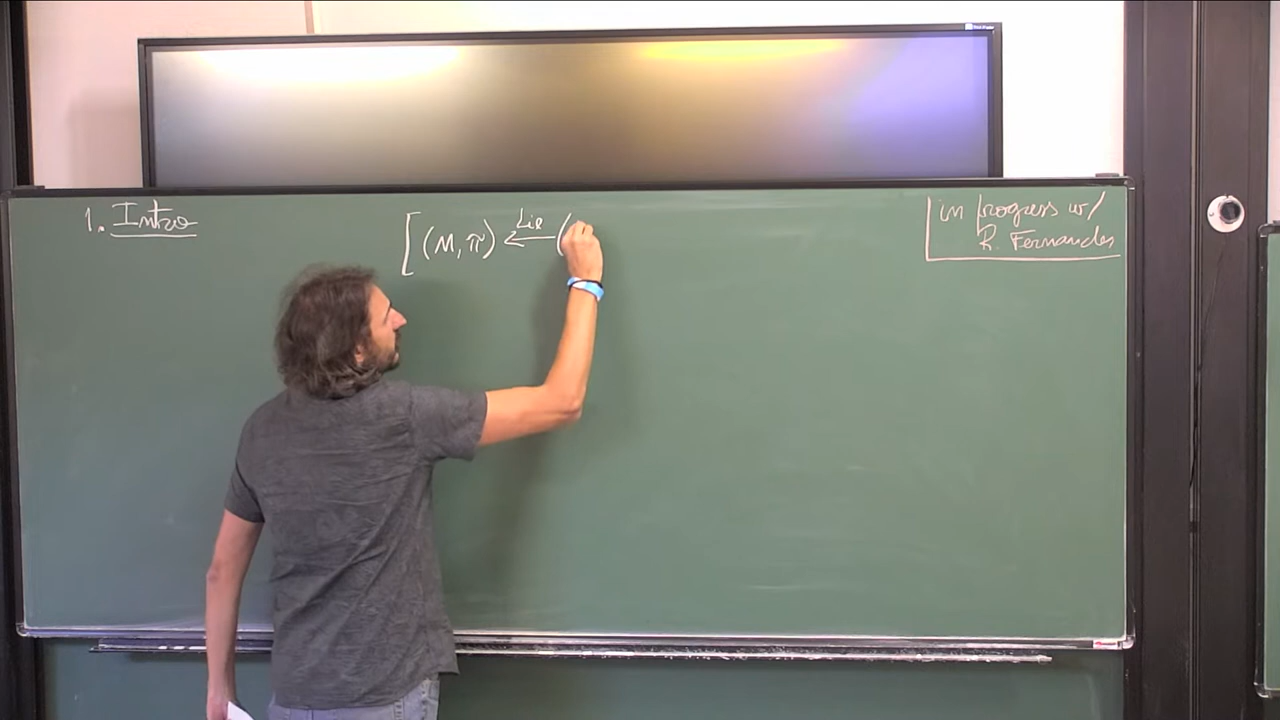 1. Intro
[ (M, π) ←Lie (
in progress w/
R. Fernandes